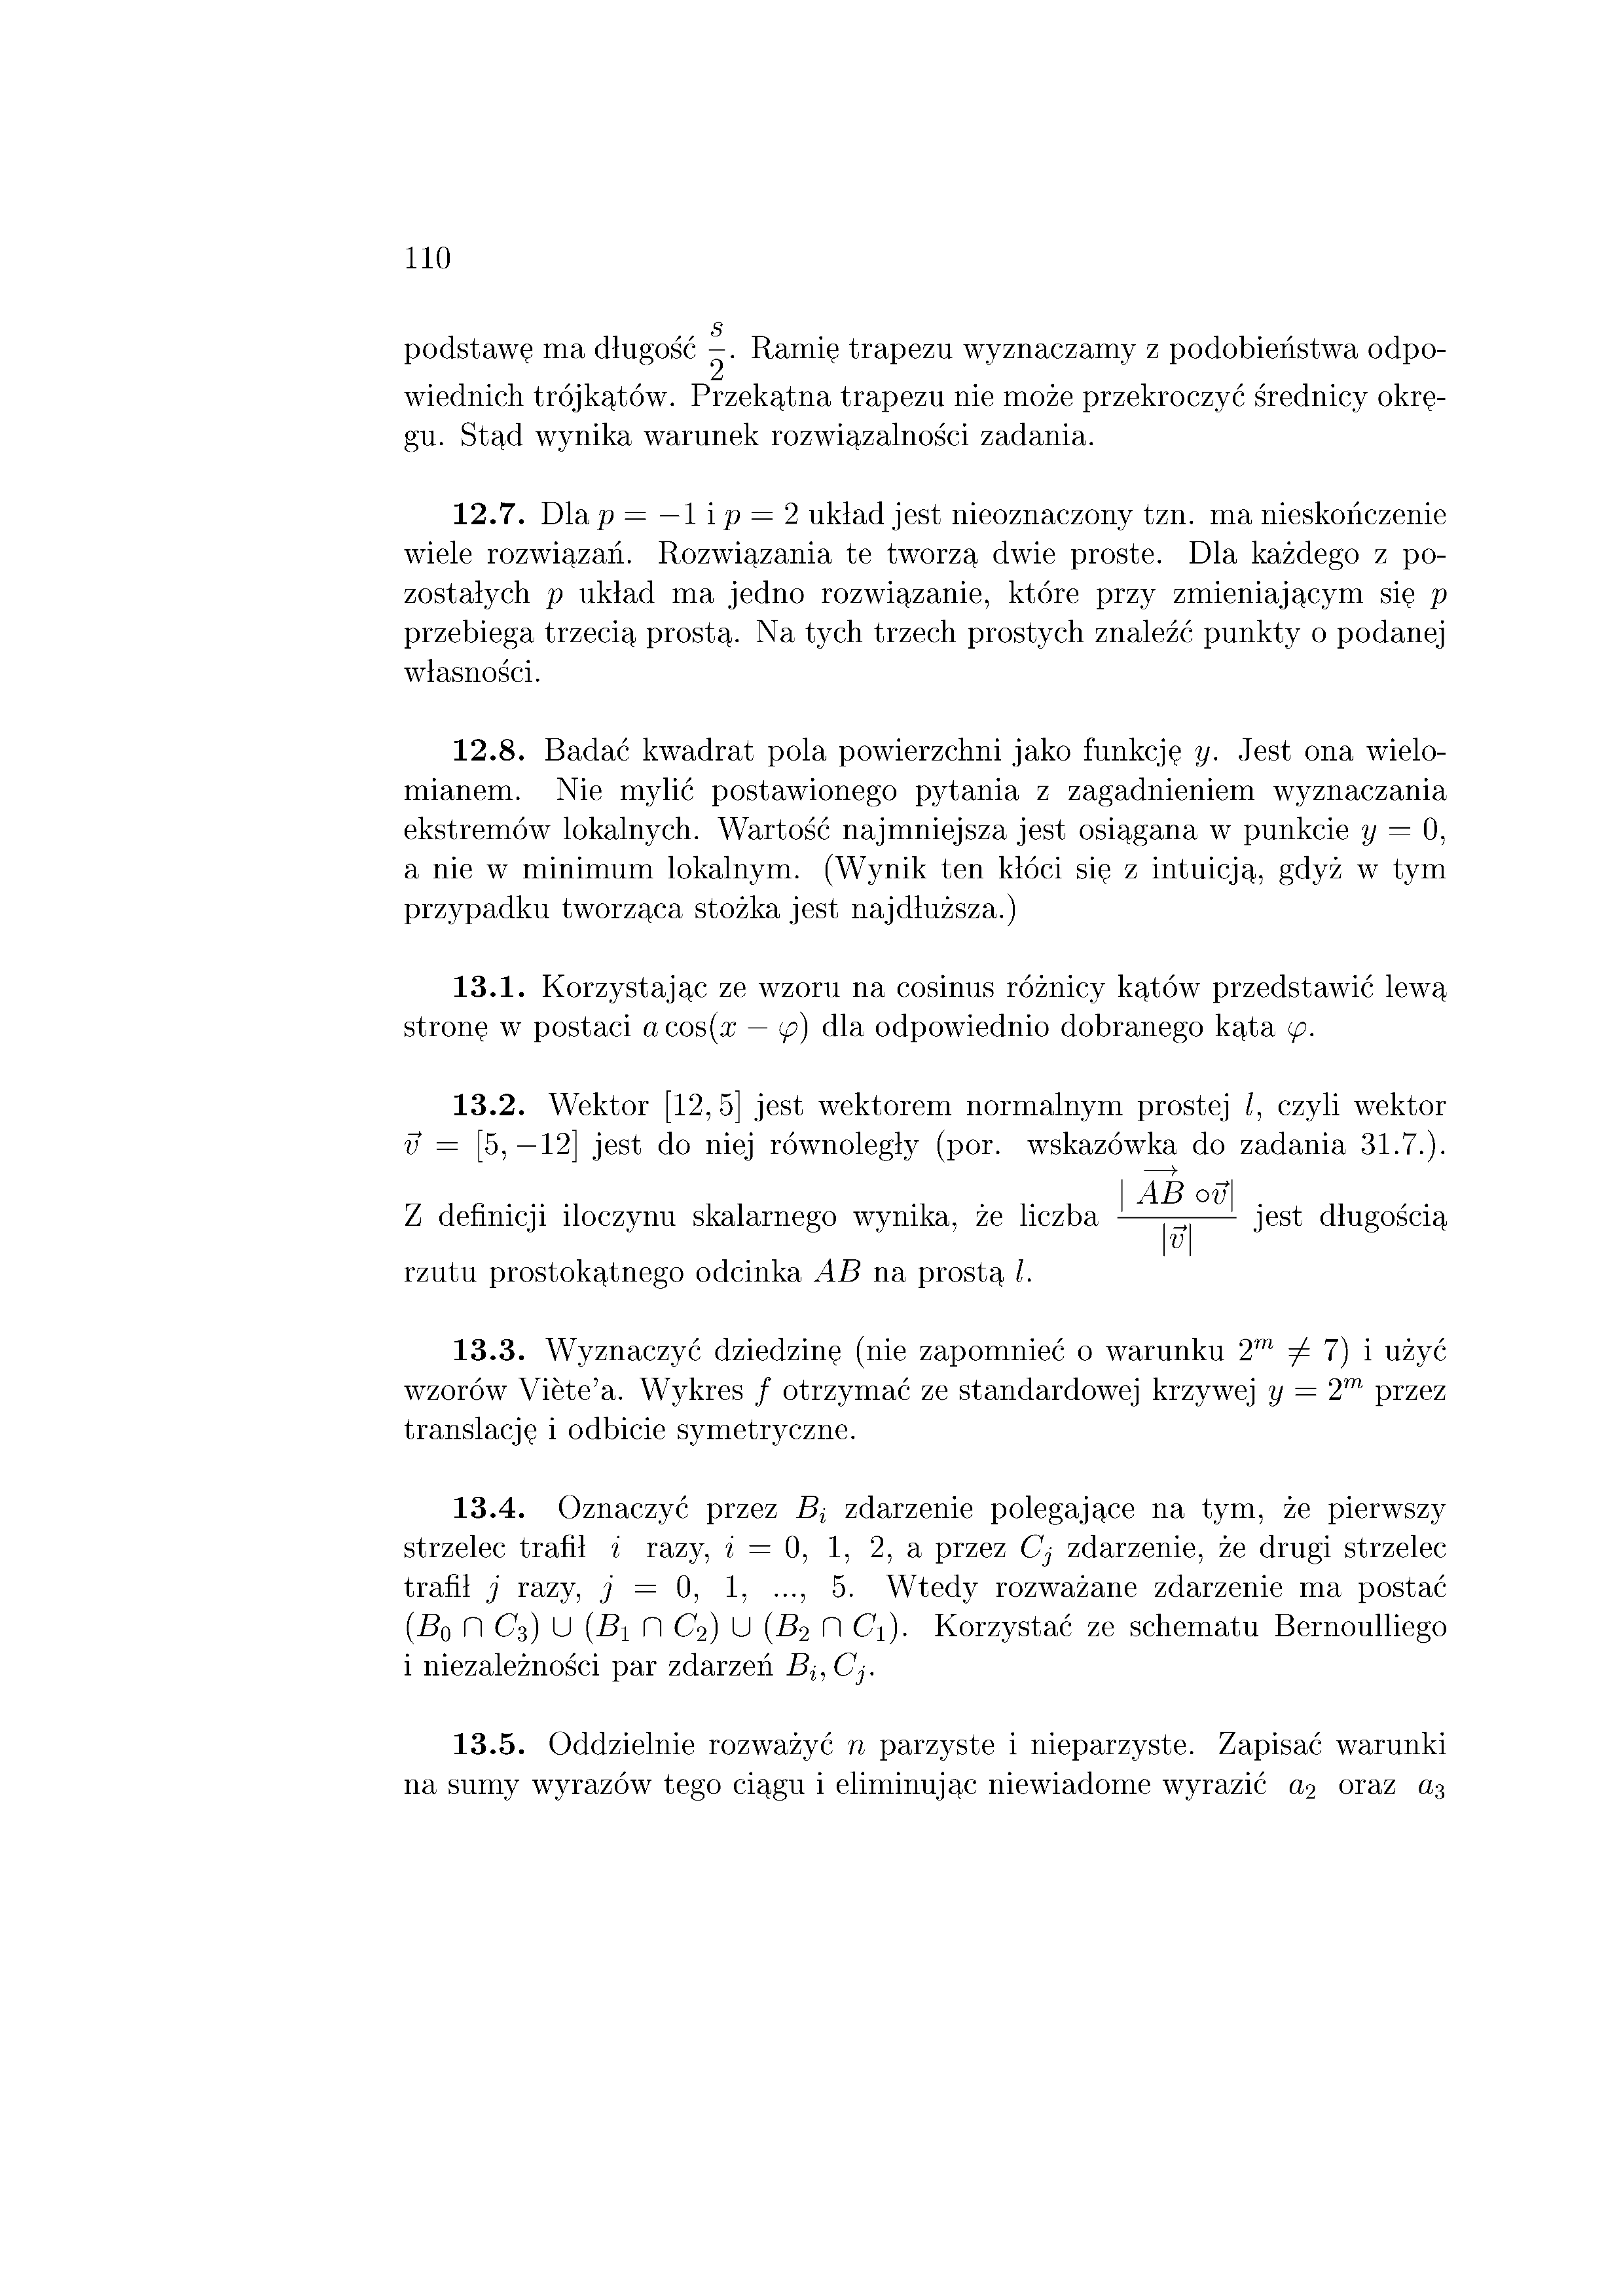 110
podstawę ma długość $\frac{s}{2}$. Ramię trapezu wyznaczamy z podobieństwa odpo-
wiednich trójkątów. Przekątna trapezu nie może przekroczyć średnicy okrę-
gu. Stąd wynika warunek rozwiązalności zadania.
12.7. Dla $p = -1$ i $p = 2$ układ jest nieoznaczony tzn. ma nieskończenie
wiele rozwiązań. Rozwiązania te tworzą dwie proste. Dla każdego z po-
zostałych $p$ układ ma jedno rozwiązanie, które przy zmieniającym się $p$
przebiega trzecią prostą. Na tych trzech prostych znaleźć punkty o podanej
własności.
12.8. Badać kwadrat pola powierzchni jako funkcję $y$. Jest ona wielo-
mianem. Nie mylić postawionego pytania z zagadnieniem wyznaczania
ekstremów lokalnych. Wartość najmniejsza jest osiągana w punkcie $y = 0$,
a nie w minimum lokalnym. (Wynik ten kłóci się z intuicją, gdyż w tym
przypadku tworząca stożka jest najdłuższa.)
13.1. Korzystając ze wzoru na cosinus różnicy kątów przedstawić lewą
stronę w postaci $a\cos(x - \varphi)$ dla odpowiednio dobranego kąta $\varphi$.
13.2. Wektor $[12, 5]$ jest wektorem normalnym prostej $l$, czyli wektor
$\vec{v} = [5, -12]$ jest do niej równoległy (por. wskazówka do zadania 31.7.).
Z definicji iloczynu skalarnego wynika, że liczba $\frac{|\overrightarrow{AB} \circ \vec{v}|}{|\vec{v}|}$ jest długością
rzutu prostokątnego odcinka $AB$ na prostą $l$.
13.3. Wyznaczyć dziedzinę (nie zapomnieć o warunku $2^m \neq 7$) i użyć
wzorów Viète'a. Wykres $f$ otrzymać ze standardowej krzywej $y = 2^m$ przez
translację i odbicie symetryczne.
13.4. Oznaczyć przez $B_i$ zdarzenie polegające na tym, że pierwszy
strzelec trafił $i$ razy, $i = 0, 1, 2$, a przez $C_j$ zdarzenie, że drugi strzelec
trafił $j$ razy, $j = 0, 1, ..., 5$. Wtedy rozważane zdarzenie ma postać
$(B_0 \cap C_3) \cup (B_1 \cap C_2) \cup (B_2 \cap C_1)$. Korzystać ze schematu Bernoulliego
i niezależności par zdarzeń $B_i, C_j$.
13.5. Oddzielnie rozważyć $n$ parzyste i nieparzyste. Zapisać warunki
na sumy wyrazów tego ciągu i eliminując niewiadome wyrazić $a_2$ oraz $a_3$